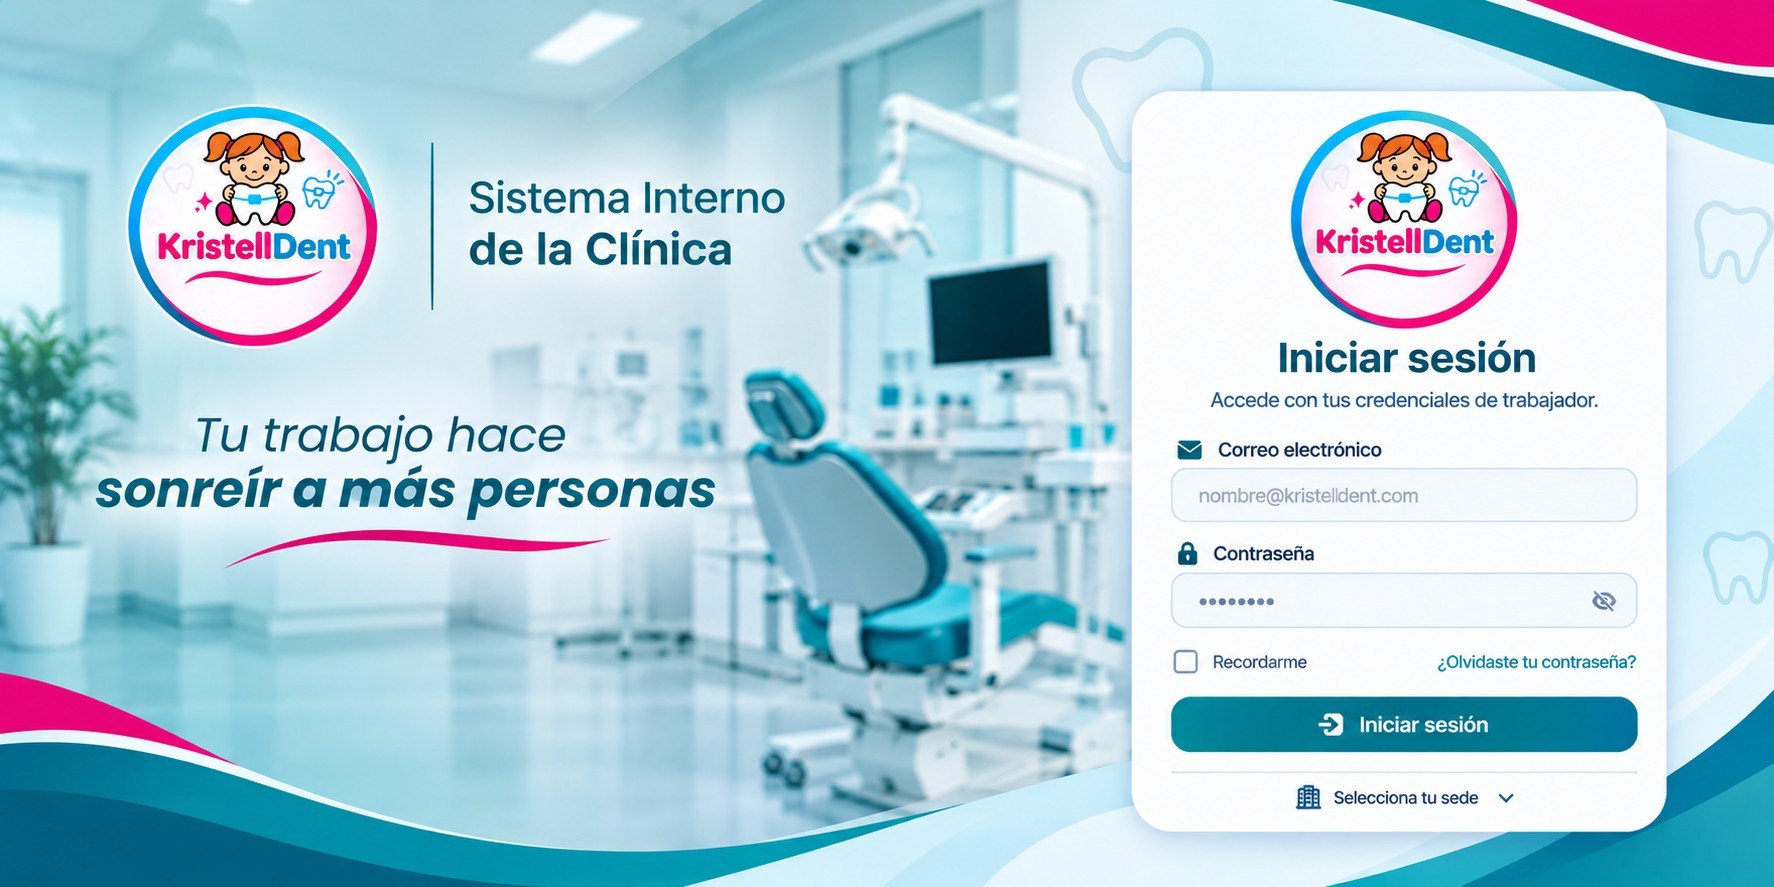 KristellDent
Sistema Interno
de la Clínica
Tu trabajo hace
sonreír a más personas
KristellDent
Iniciar sesión
Accede con tus credenciales de trabajador.
Correo electrónico
nombre@kristelldent.com
Contraseña
••••••••
Recordarme
¿Olvidaste tu contraseña?
Iniciar sesión
Selecciona tu sede